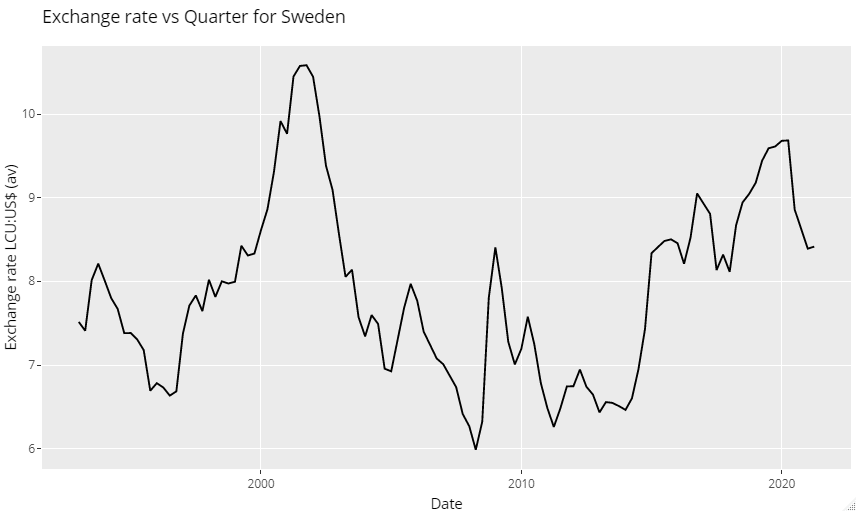 Exchange rate vs Quarter for Sweden
Exchange rate LCU:US$ (av)
10
9
8
7
6
2000
2010
2020
Date